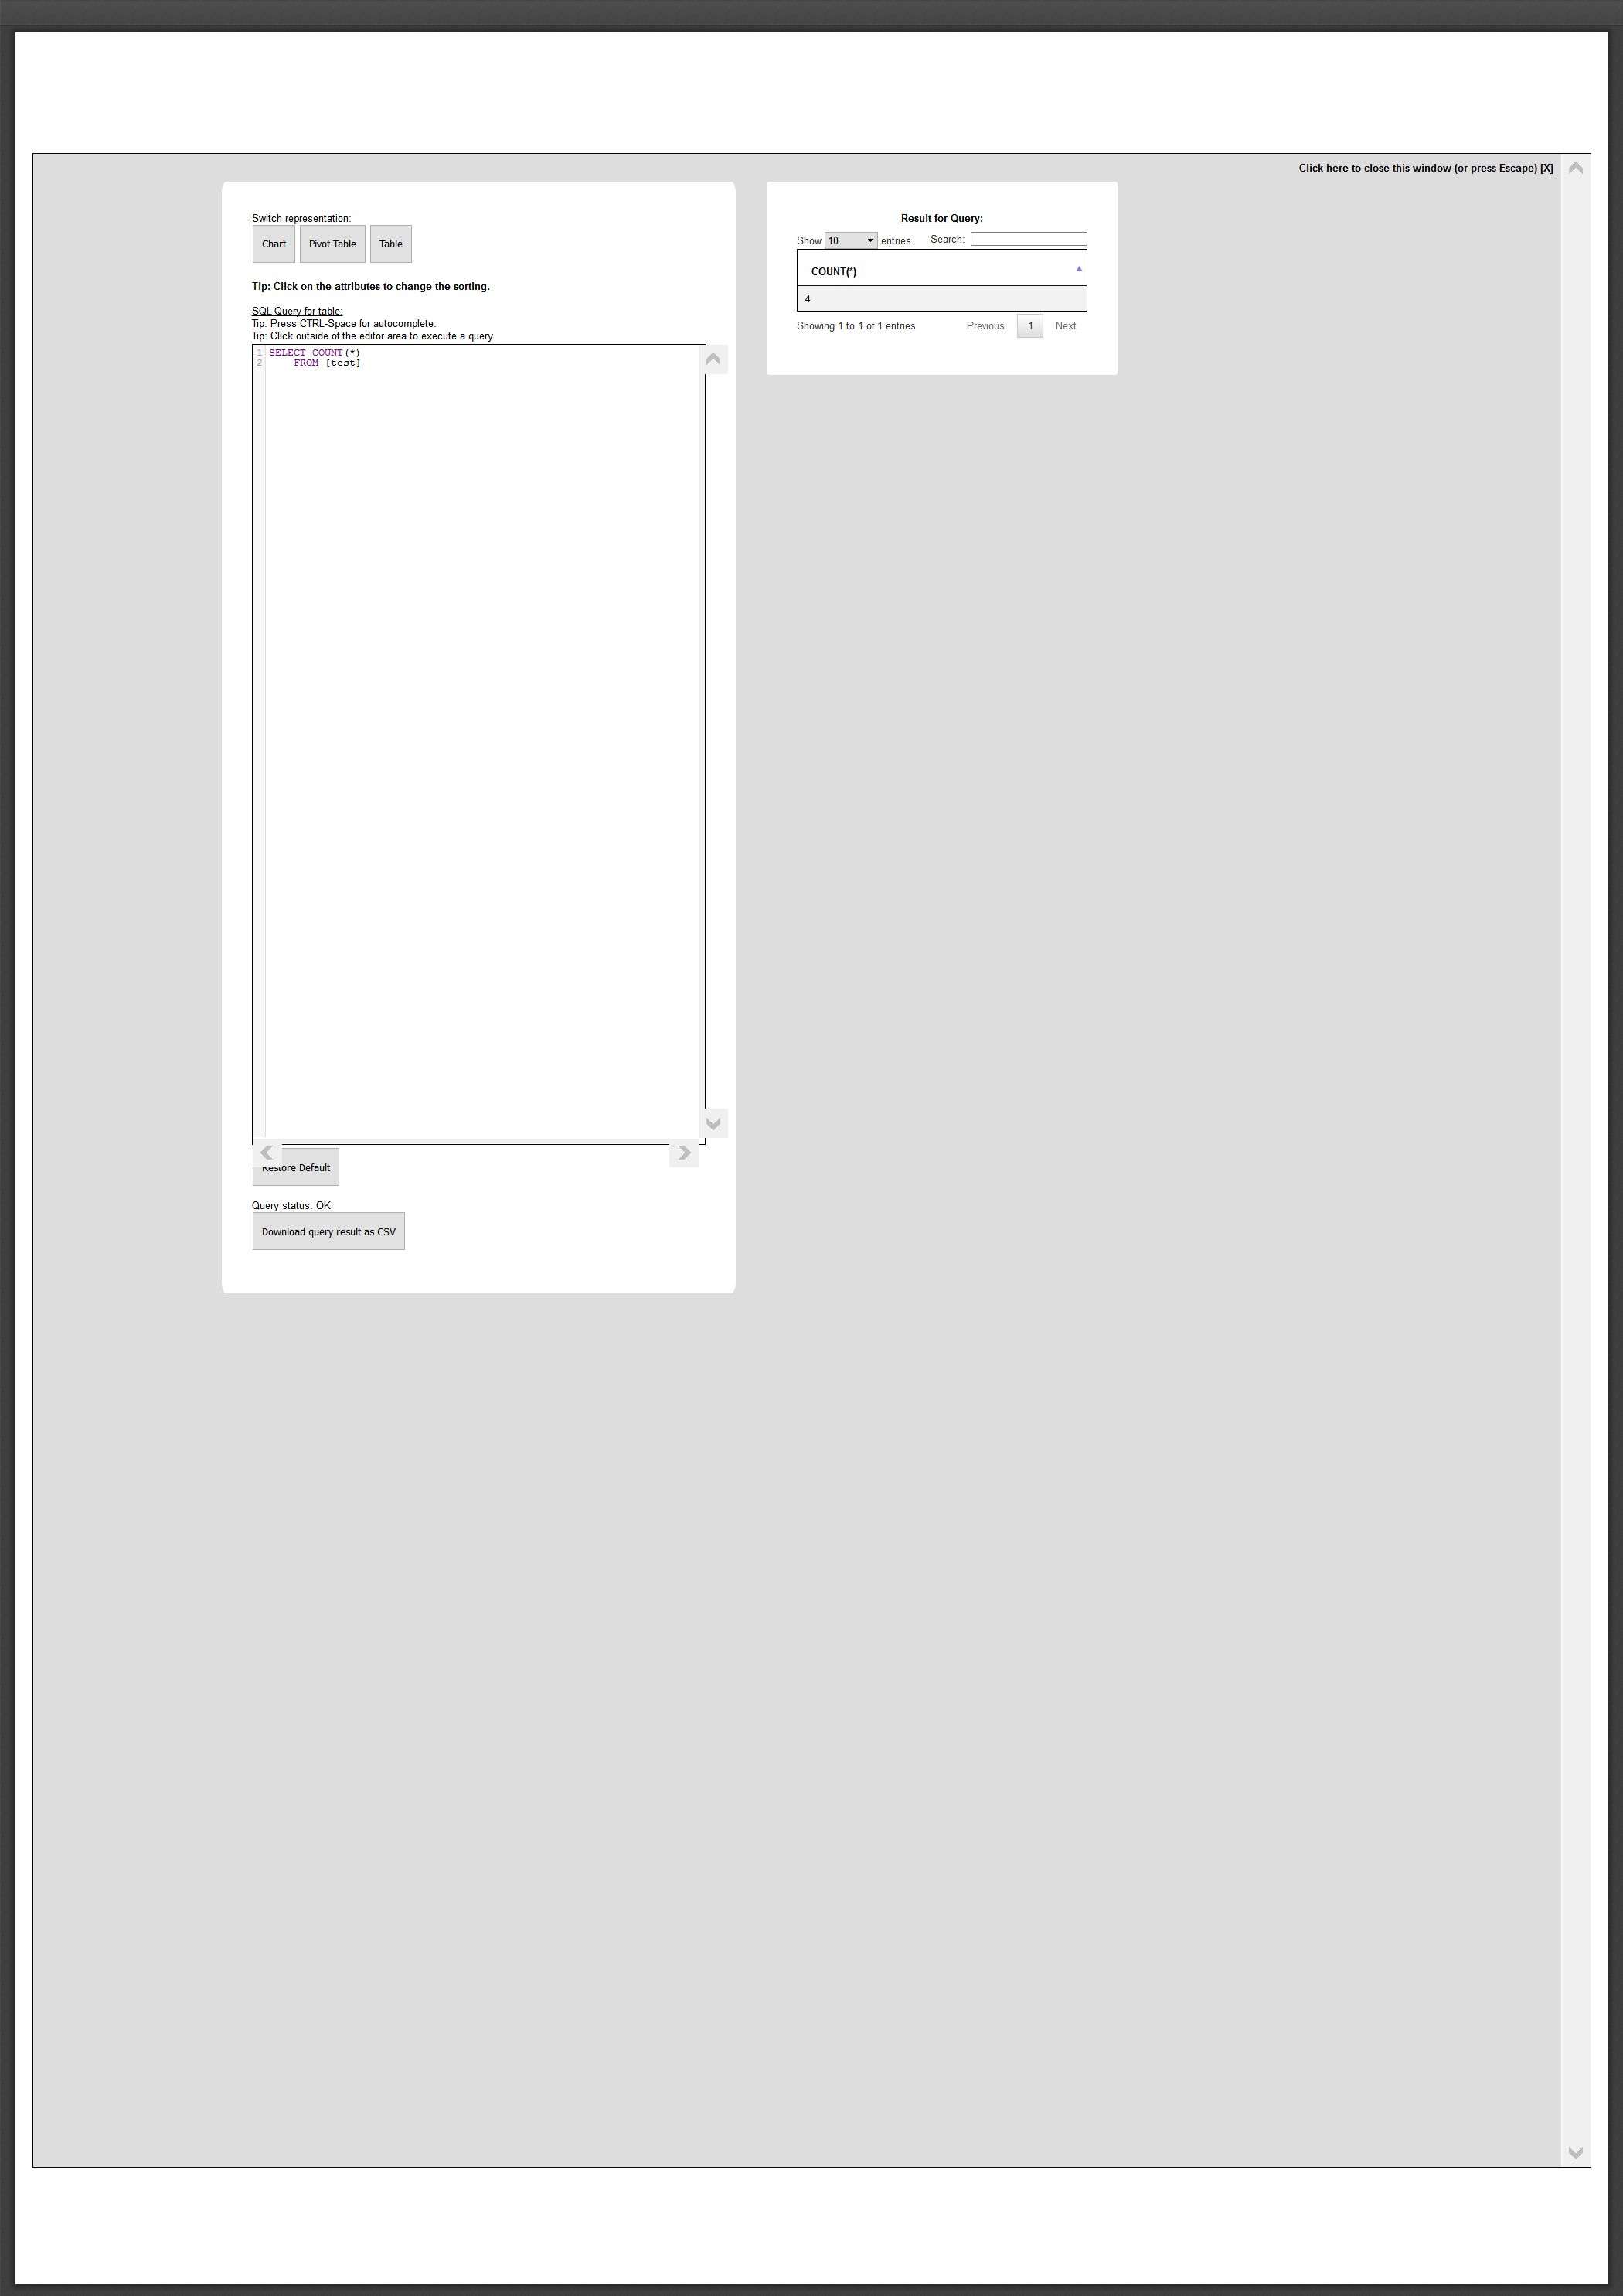 Click here to close this window (or press Escape) [X]
Switch representation:
Chart Pivot Table Table
Tip: Click on the attributes to change the sorting.
SQL Query for table:
Tip: Press CTRL-Space for autocomplete.
Tip: Click outside of the editor area to execute a query.
1 SELECT COUNT(*)
2 FROM [test]
Restore Default
Query status: OK
Download query result as CSV
Result for Query:
Show 10 entries Search:
COUNT(*)
4
Showing 1 to 1 of 1 entries Previous 1 Next